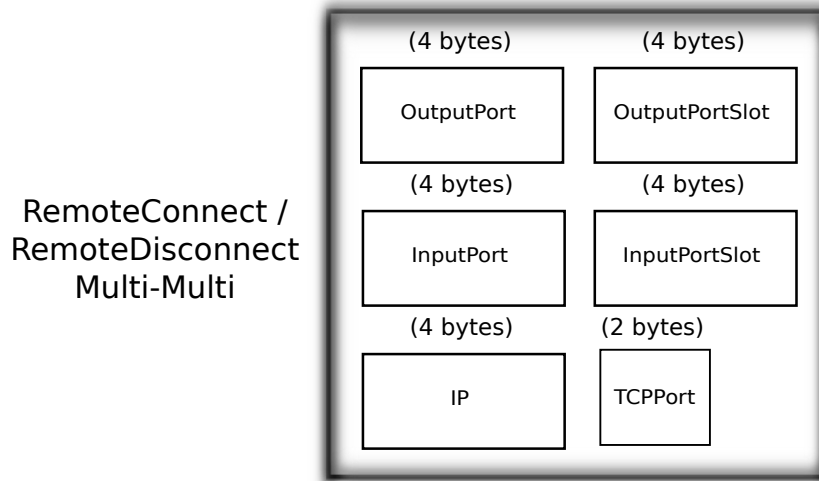 RemoteConnect /
RemoteDisconnect
Multi-Multi
(4 bytes) (4 bytes)
OutputPort OutputPortSlot
(4 bytes) (4 bytes)
InputPort InputPortSlot
(4 bytes) (2 bytes)
IP TCPPort